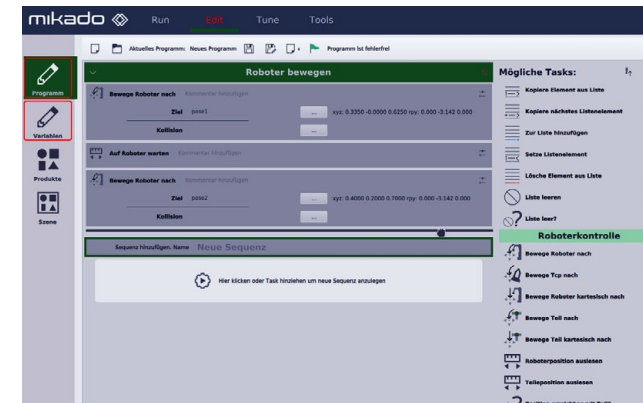 mikado Run Edit Tune Tools
Aktuelles Programm: Neues Programm Programm ist fehlerfrei
Programm
Variablen
Produkte
Szene
Roboter bewegen
Bewege Roboter nach Kommentar hinzufügen
Ziel pose1 ... xyz: 0.3350 -0.0000 0.6250 rpy: 0.000 -3.142 0.000
Kollision ...
Auf Roboter warten Kommentar hinzufügen
Bewege Roboter nach Kommentar hinzufügen
Ziel pose2 ... xyz: 0.4000 0.2000 0.7000 rpy: 0.000 -3.142 0.000
Kollision ...
Sequenz hinzufügen. Name Neue Sequenz
Hier klicken oder Task hinziehen um neue Sequenz anzulegen
Mögliche Tasks:
Kopiere Element aus Liste
Kopiere nächstes Listenelement
Zur Liste hinzufügen
Setze Listenelement
Lösche Element aus Liste
Liste leeren
Liste leer?
Roboterkontrolle
Bewege Roboter nach
Bewege Tcp nach
Bewege Roboter kartesisch nach
Bewege Teil nach
Bewege Teil kartesisch nach
Roboterposition auslesen
Teileposition auslesen